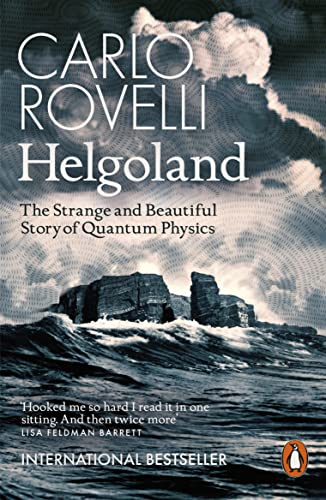 CARLO
ROVELLI
Helgoland
The Strange and Beautiful
Story of Quantum Physics
'Hooked me so hard I read it in one
sitting. And then twice more'
LISA FELDMAN BARRETT
INTERNATIONAL BESTSELLER